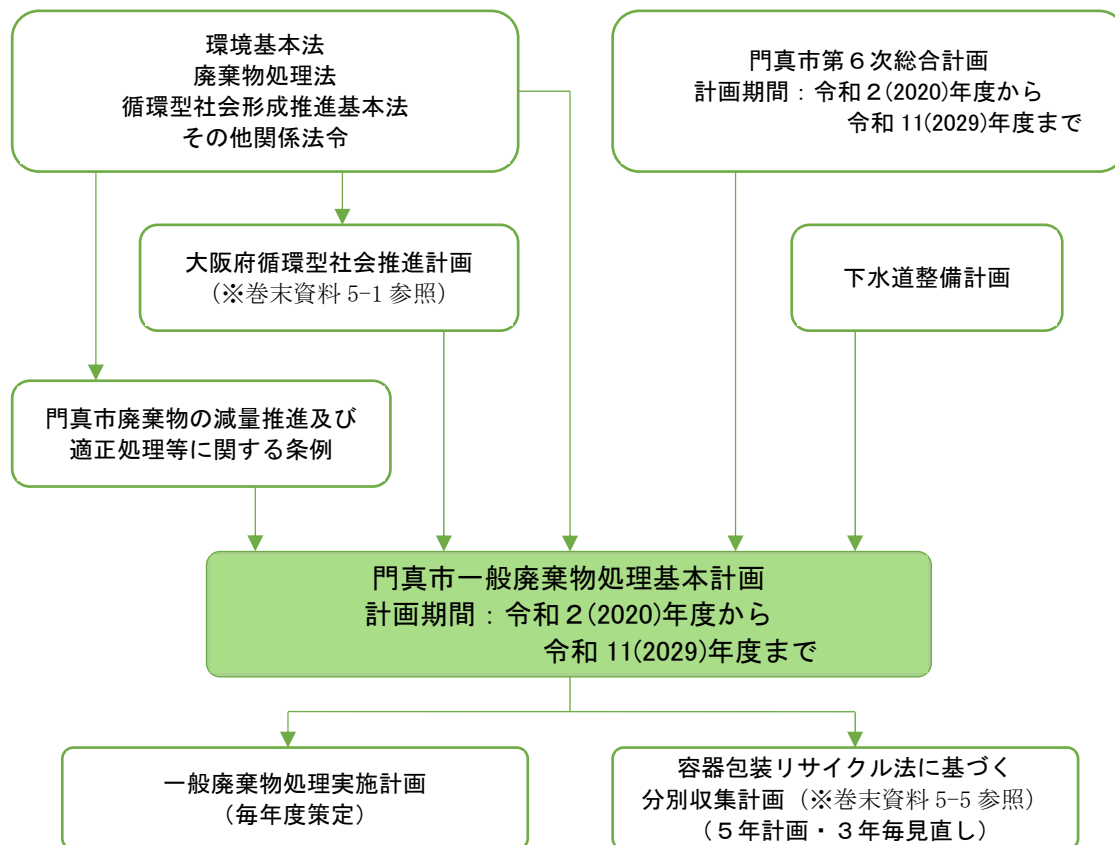 環境基本法
廃棄物処理法
循環型社会形成推進基本法
その他関係法令
門真市第６次総合計画
計画期間：令和２(2020)年度から
令和 11(2029)年度まで
大阪府循環型社会推進計画
（※巻末資料 5-1 参照）
下水道整備計画
門真市廃棄物の減量推進及び
適正処理等に関する条例
門真市一般廃棄物処理基本計画
計画期間：令和２(2020)年度から
令和 11(2029)年度まで
一般廃棄物処理実施計画
（毎年度策定）
容器包装リサイクル法に基づく
分別収集計画（※巻末資料 5-5 参照）
（５年計画・３年毎見直し）